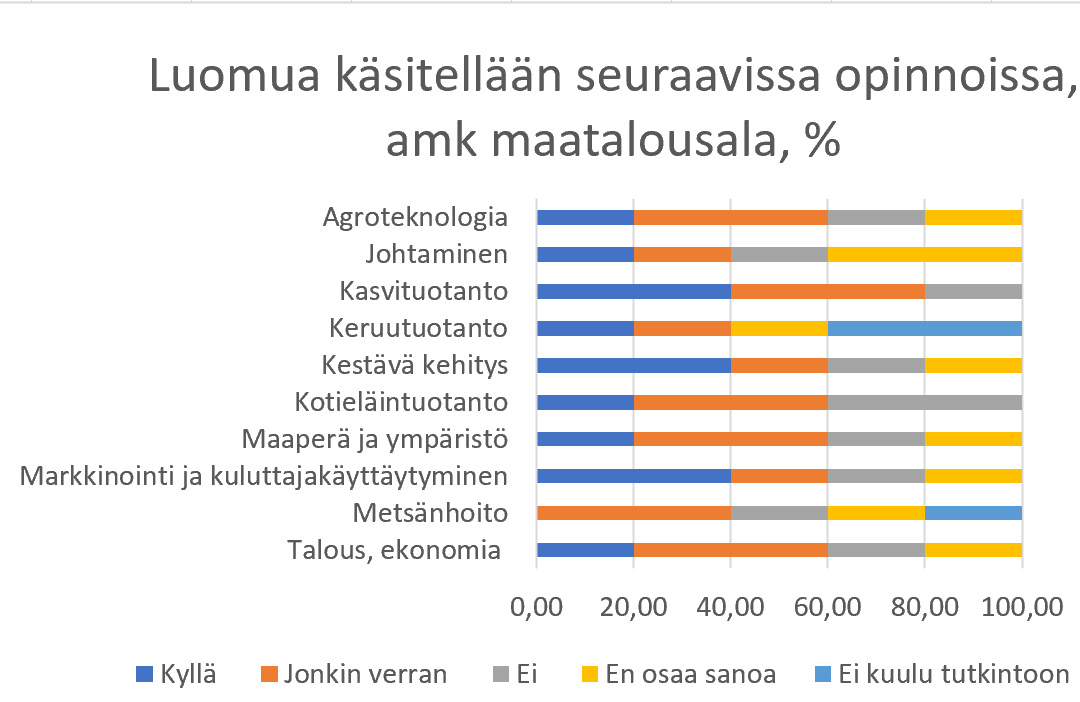 Luomua käsitellään seuraavissa opinnoissa,
amk maatalousala, %
Agroteknologia
Johtaminen
Kasvituotanto
Keruutuotanto
Kestävä kehitys
Kotieläintuotanto
Maaperä ja ympäristö
Markkinointi ja kuluttajakäyttäytyminen
Metsänhoito
Talous, ekonomia
0,00 20,00 40,00 60,00 80,00 100,00
Kyllä Jonkin verran Ei En osaa sanoa Ei kuulu tutkintoon